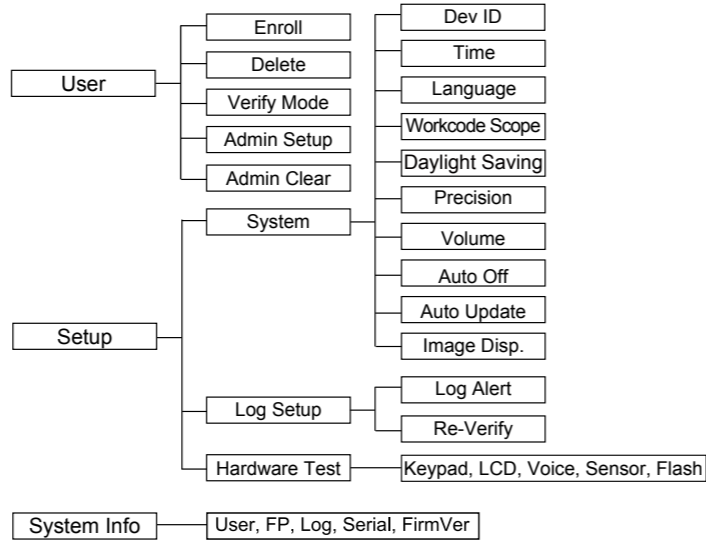 User
Enroll
Delete
Verify Mode
Admin Setup
Admin Clear
Setup
System
Dev ID
Time
Language
Workcode Scope
Daylight Saving
Precision
Volume
Auto Off
Auto Update
Image Disp.
Log Setup
Log Alert
Re-Verify
Hardware Test
Keypad, LCD, Voice, Sensor, Flash
System Info
User, FP, Log, Serial, FirmVer